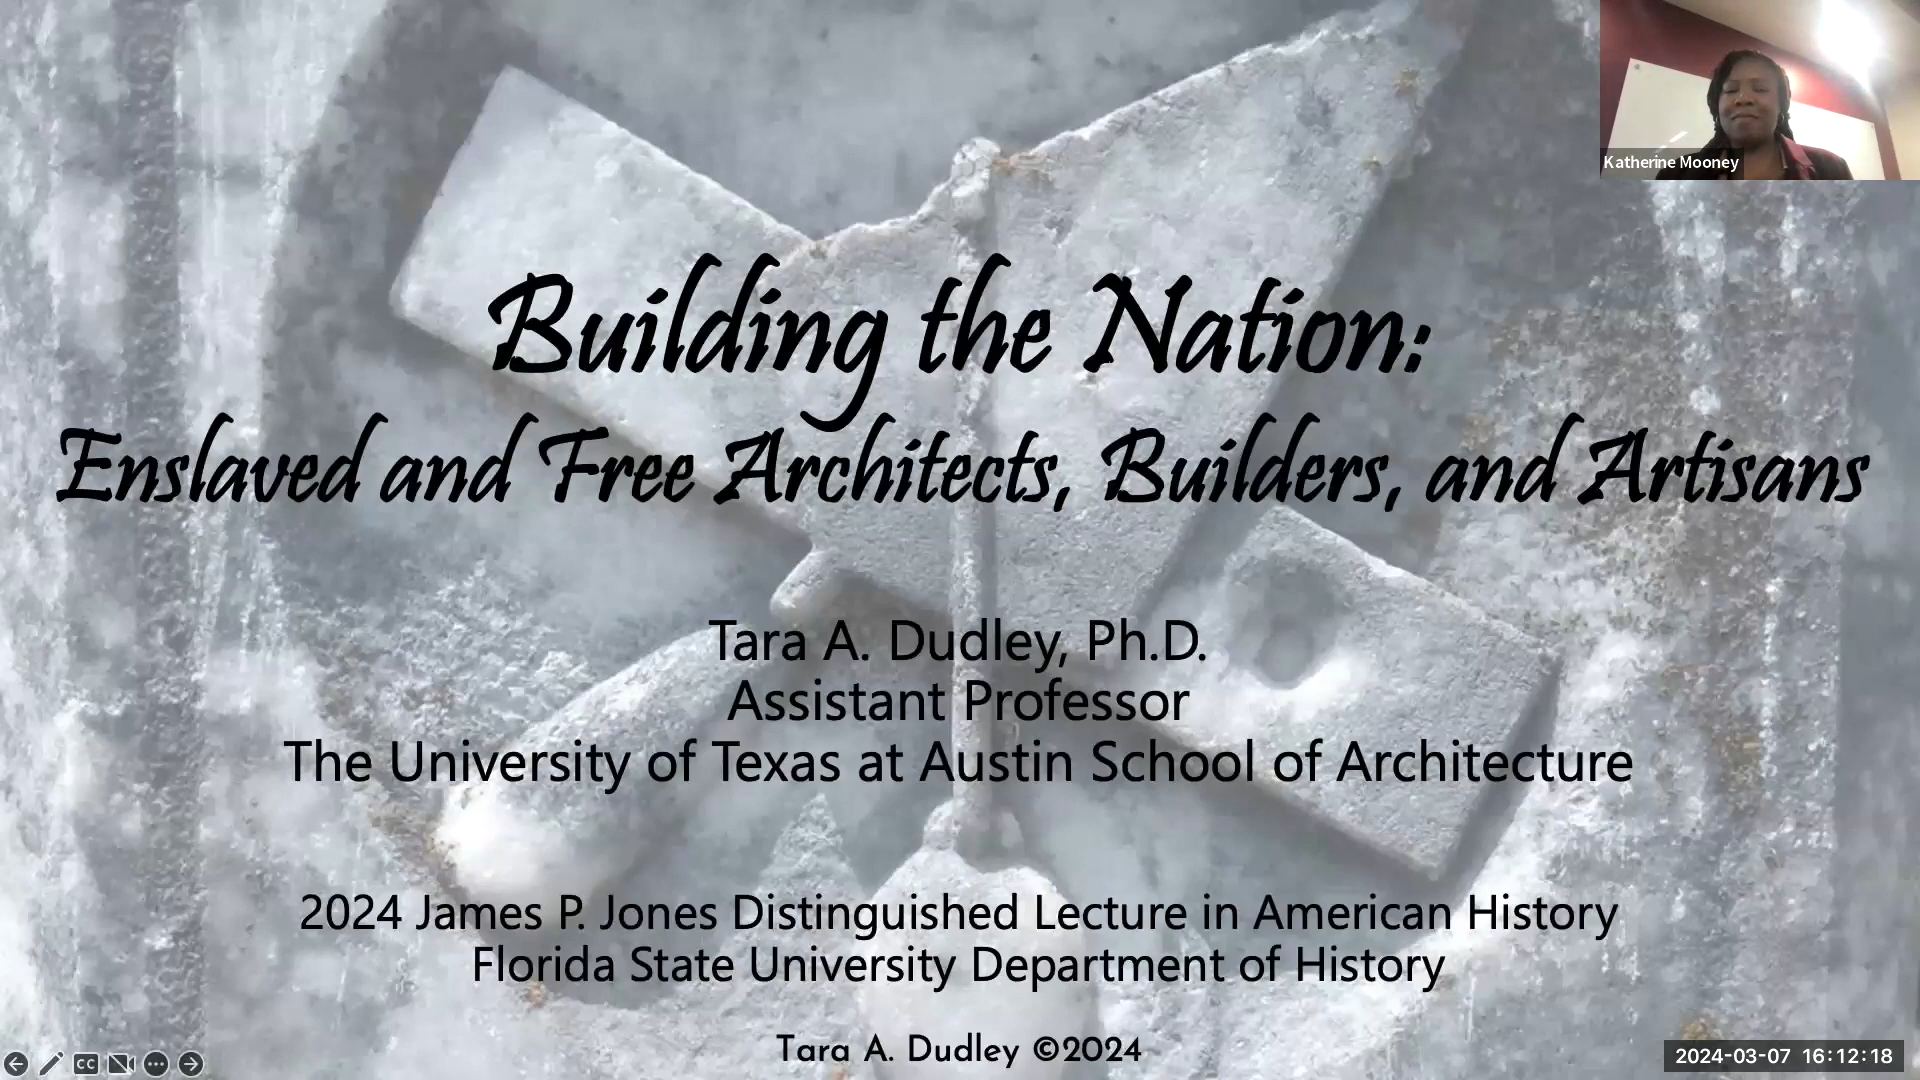 Katherine Mooney
Building the Nation:
Enslaved and Free Architects, Builders, and Artisans
Tara A. Dudley, Ph.D.
Assistant Professor
The University of Texas at Austin School of Architecture
2024 James P. Jones Distinguished Lecture in American History
Florida State University Department of History
Tara A. Dudley ©2024
CC
2024-03-07 16:12:18